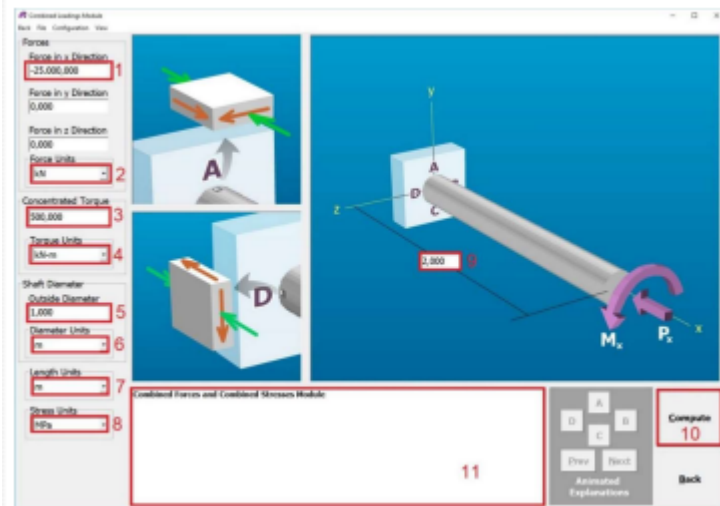 Combined Loadings Module
Back File Configuration View
Forces
Force in x Direction
-25.000,000
1
Force in y Direction
0,000
Force in z Direction
0,000
Force Units
kN
2
Concentrated Torque
500,000
3
Torque Units
kN-m
4
Shaft Diameter
Outside Diameter
1,000
5
Diameter Units
m
6
Length Units
m
7
Stress Units
MPa
8
A
D
y
A
D
C
z
2,000
9
x
Mx
Px
Combined Forces and Combined Stresses Module
11
A
D
B
C
Prev
Next
Animated
Explanations
Compute
10
Back